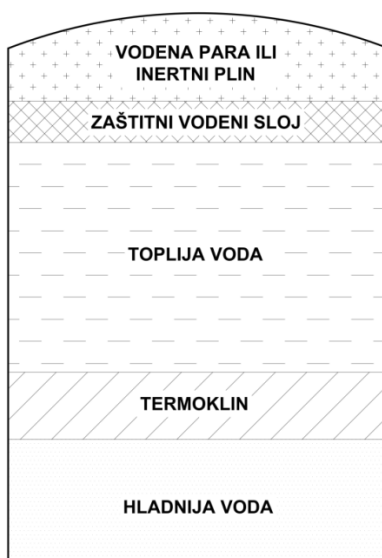 VODENA PARA ILI
INERTNI PLIN
ZAŠTITNI VODENI SLOJ
TOPLIJA VODA
TERMOKLIN
HLADNIJA VODA